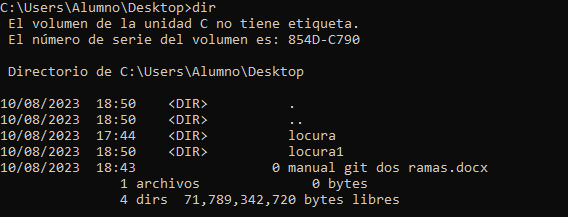 C:\Users\Alumno\Desktop>dir
El volumen de la unidad C no tiene etiqueta.
El número de serie del volumen es: 854D-C790
Directorio de C:\Users\Alumno\Desktop
10/08/2023  18:50    <DIR>          .
10/08/2023  18:50    <DIR>          ..
10/08/2023  17:44    <DIR>          locura
10/08/2023  18:50    <DIR>          locura1
10/08/2023  18:43                 0 manual git dos ramas.docx
1 archivos              0 bytes
4 dirs  71,789,342,720 bytes libres